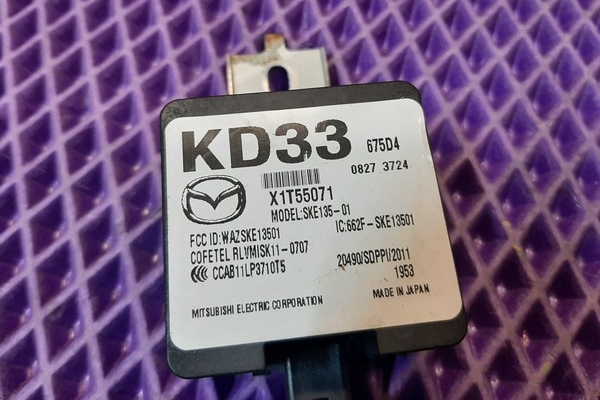 KD33 675D4
0827 3724
X1T55071
MODEL:SKE135-01
FCC ID:WAZSKE13501 IC:662F-SKE13501
COFETEL RLVMISK11-0707
CCAB11LP3710T5 20490/SDPPI/2011
1953
MITSUBISHI ELECTRIC CORPORATION MADE IN JAPAN